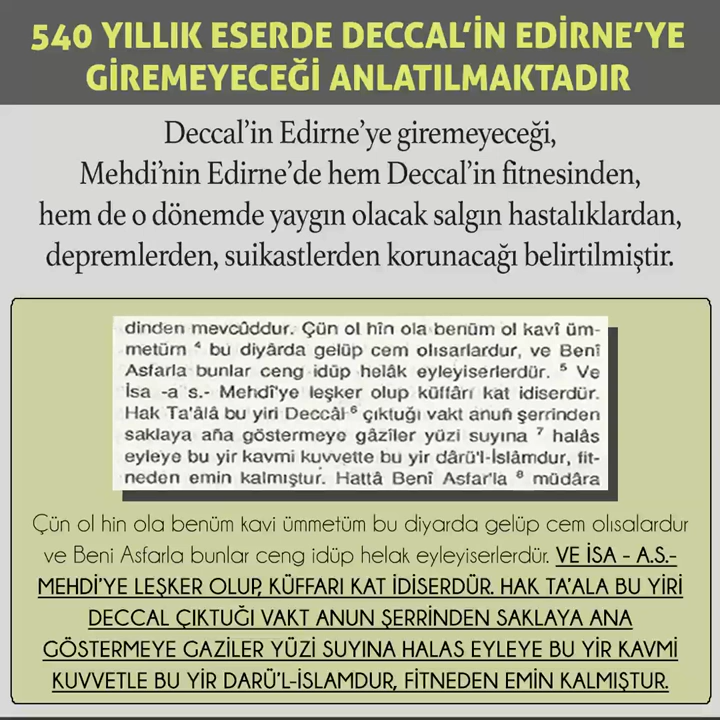 540 YILLIK ESERDE DECCAL'İN EDİRNE'YE
GİREMEYECEĞİ ANLATILMAKTADIR
Deccal'in Edirne'ye giremeyeceği,
Mehdi'nin Edirne'de hem Deccal'in fitnesinden,
hem de o dönemde yaygın olacak salgın hastalıklardan,
depremlerden, suikastlerden korunacağı belirtilmiştir.
dinden mevcûddur. Çün ol hîn ola benüm ol kavî üm-
metüm ⁴ bu diyârda gelüp cem olısarlardur, ve Benî
Asfarla bunlar ceng idüp helâk eyleyiserlerdür. ⁵ Ve
İsa -a s.- Mehdî'ye leşker olup küffârı kat idiserdür.
Hak Ta'âlâ bu yiri Deccâl ⁶ çıktuğı vakt anuñ şerrinden
saklaya aña göstermeye gâzîler yüzi suyına ⁷ halâs
eyleye bu yir kavmi kuvvette bu yir dârü'l-İslâmdur, fit-
neden emin kalmıştur. Hattâ Benî Asfar'la ⁸ müdâra
Çün ol hin ola benüm kavi ümmetüm bu diyarda gelüp cem olısalardur
ve Beni Asfarla bunlar ceng idüp helak eyleyiserlerdür. VE İSA - A.S.-
MEHDİ'YE LEŞKER OLUP, KÜFFARI KAT İDİSERDÜR. HAK TA'ALA BU YİRİ
DECCAL ÇIKTUĞI VAKT ANUN ŞERRİNDEN SAKLAYA ANA
GÖSTERMEYE GAZİLER YÜZİ SUYINA HALAS EYLEYE BU YİR KAVMİ
KUVVETLE BU YİR DARÜ'L-İSLAMDUR, FİTNEDEN EMİN KALMIŞTUR.